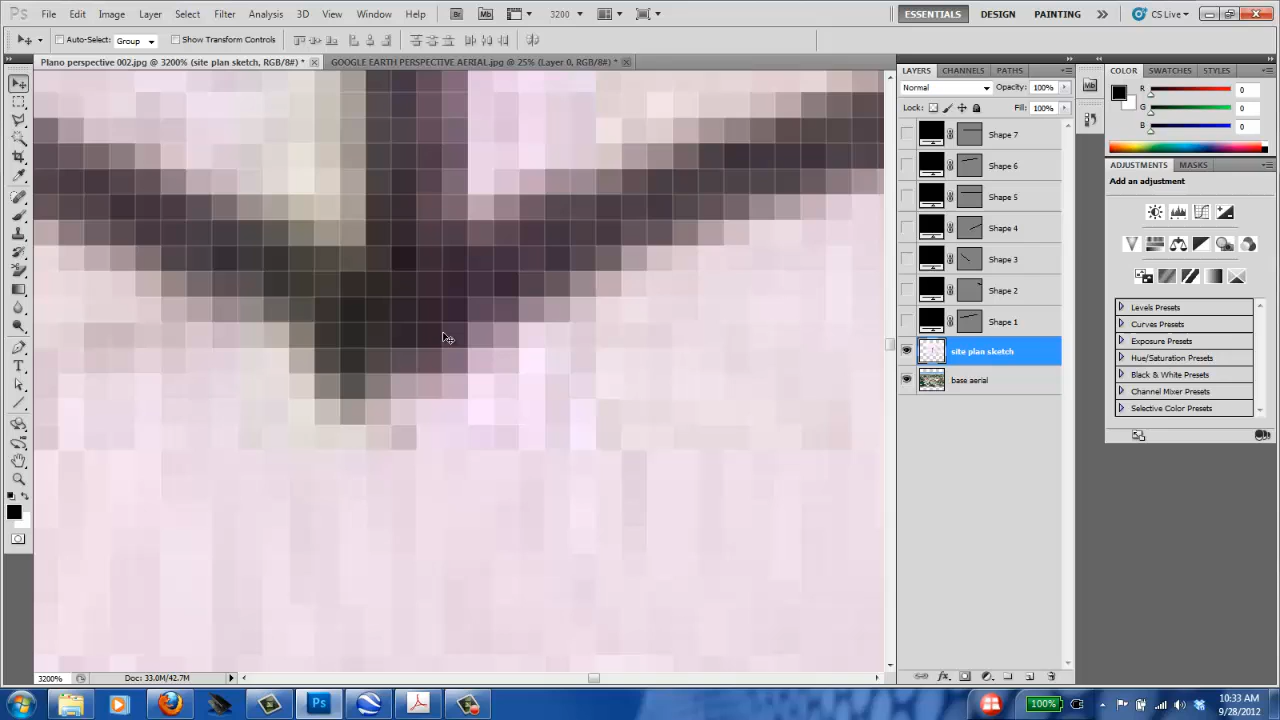 Ps File Edit Image Layer Select Filter Analysis 3D View Window Help Br Mb 3200 ESSENTIALS DESIGN PAINTING CS Live
Auto-Select: Group Show Transform Controls
Plano perspective 002.jpg @ 3200% (site plan sketch, RGB/8#) * GOOGLE EARTH PERSPECTIVE AERIAL.jpg @ 25% (Layer 0, RGB/8#) *
LAYERS CHANNELS PATHS
Normal Opacity: 100%
Lock: Fill: 100%
Shape 7
Shape 6
Shape 5
Shape 4
Shape 3
Shape 2
Shape 1
site plan sketch
base aerial
Mb
COLOR SWATCHES STYLES
R 0
G 0
B 0
ADJUSTMENTS MASKS
Add an adjustment
Levels Presets
Curves Presets
Exposure Presets
Hue/Saturation Presets
Black & White Presets
Channel Mixer Presets
Selective Color Presets
T
3200% Doc: 33.0M/42.7M
fx
Ps 100% 10:33 AM
9/28/2012